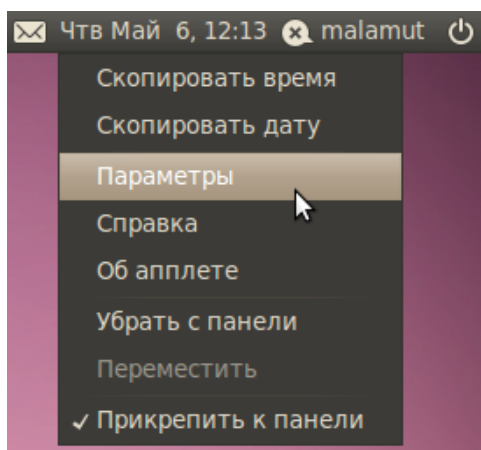 Чтв Май 6, 12:13 malamut
Скопировать время
Скопировать дату
Параметры
Справка
Об апплете
Убрать с панели
Переместить
Прикрепить к панели